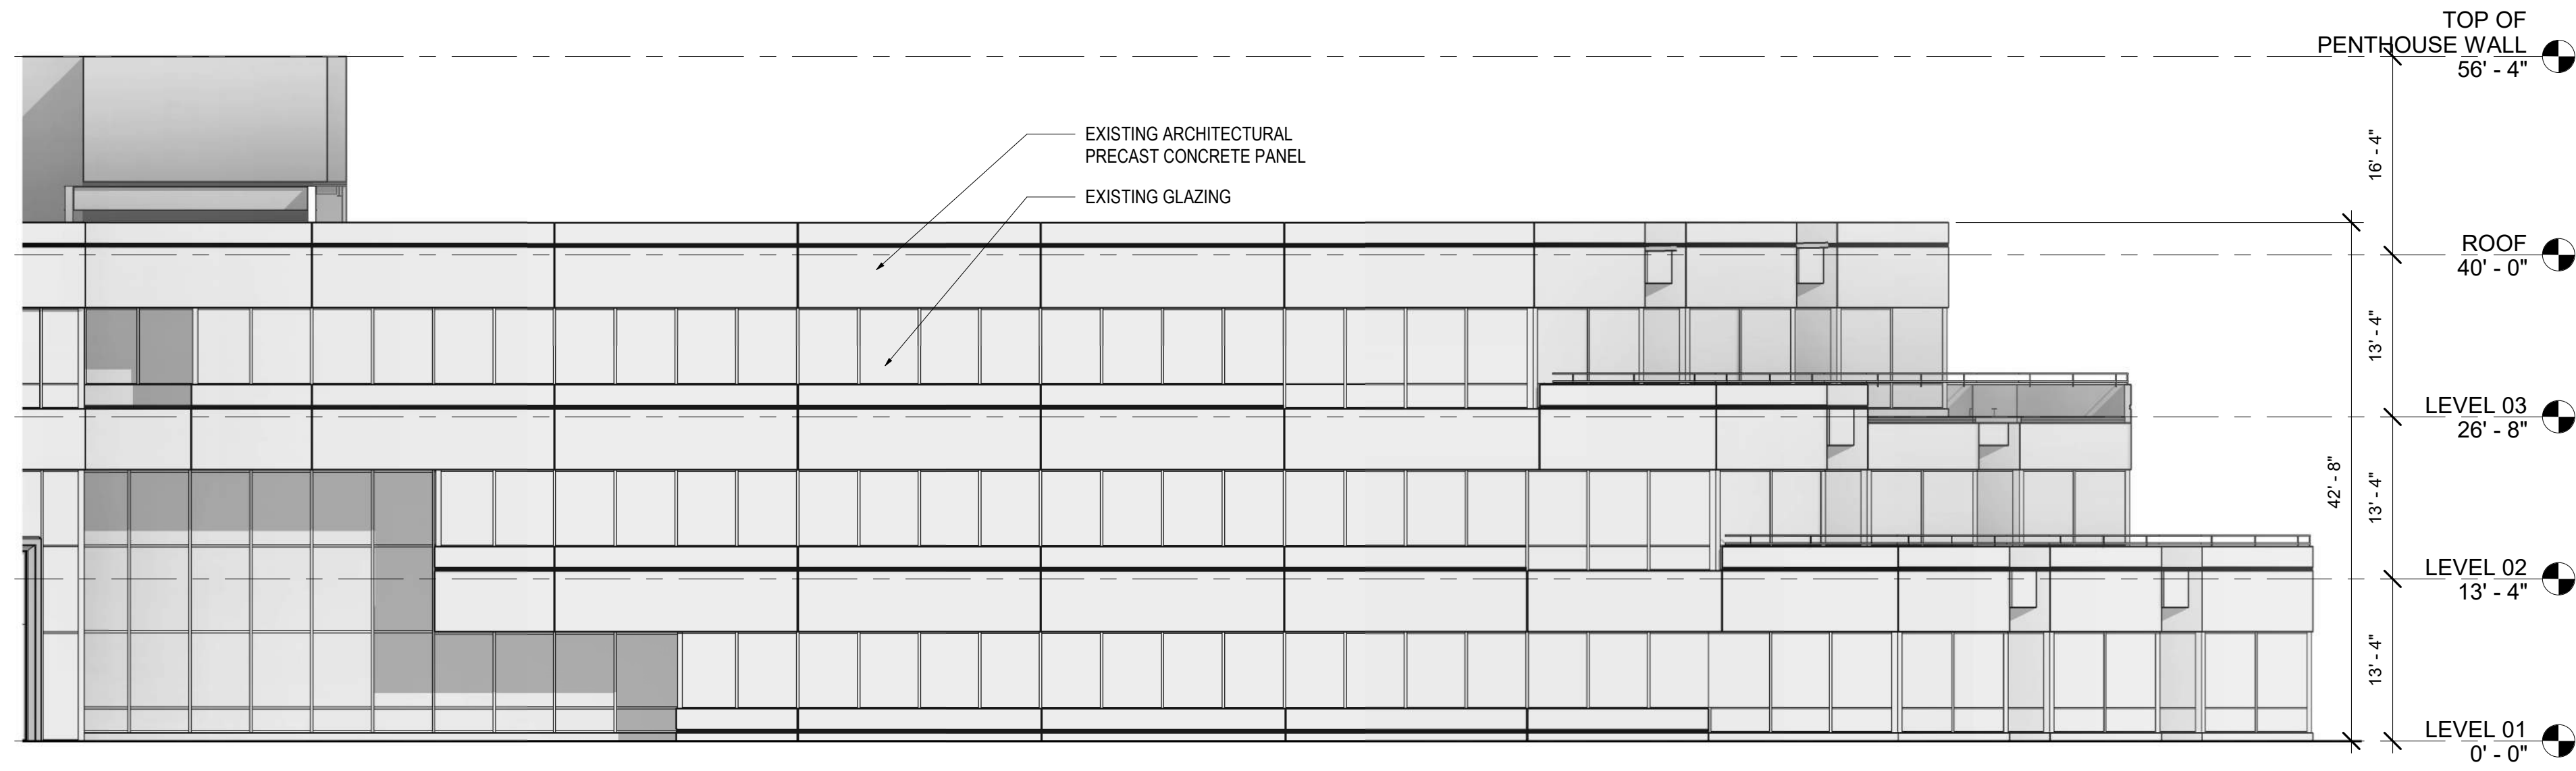 TOP OF
PENTHOUSE WALL
56' - 4"
EXISTING ARCHITECTURAL
PRECAST CONCRETE PANEL
EXISTING GLAZING
16' - 4"
ROOF
40' - 0"
13' - 4"
LEVEL 03
26' - 8"
42' - 8"
13' - 4"
LEVEL 02
13' - 4"
13' - 4"
LEVEL 01
0' - 0"